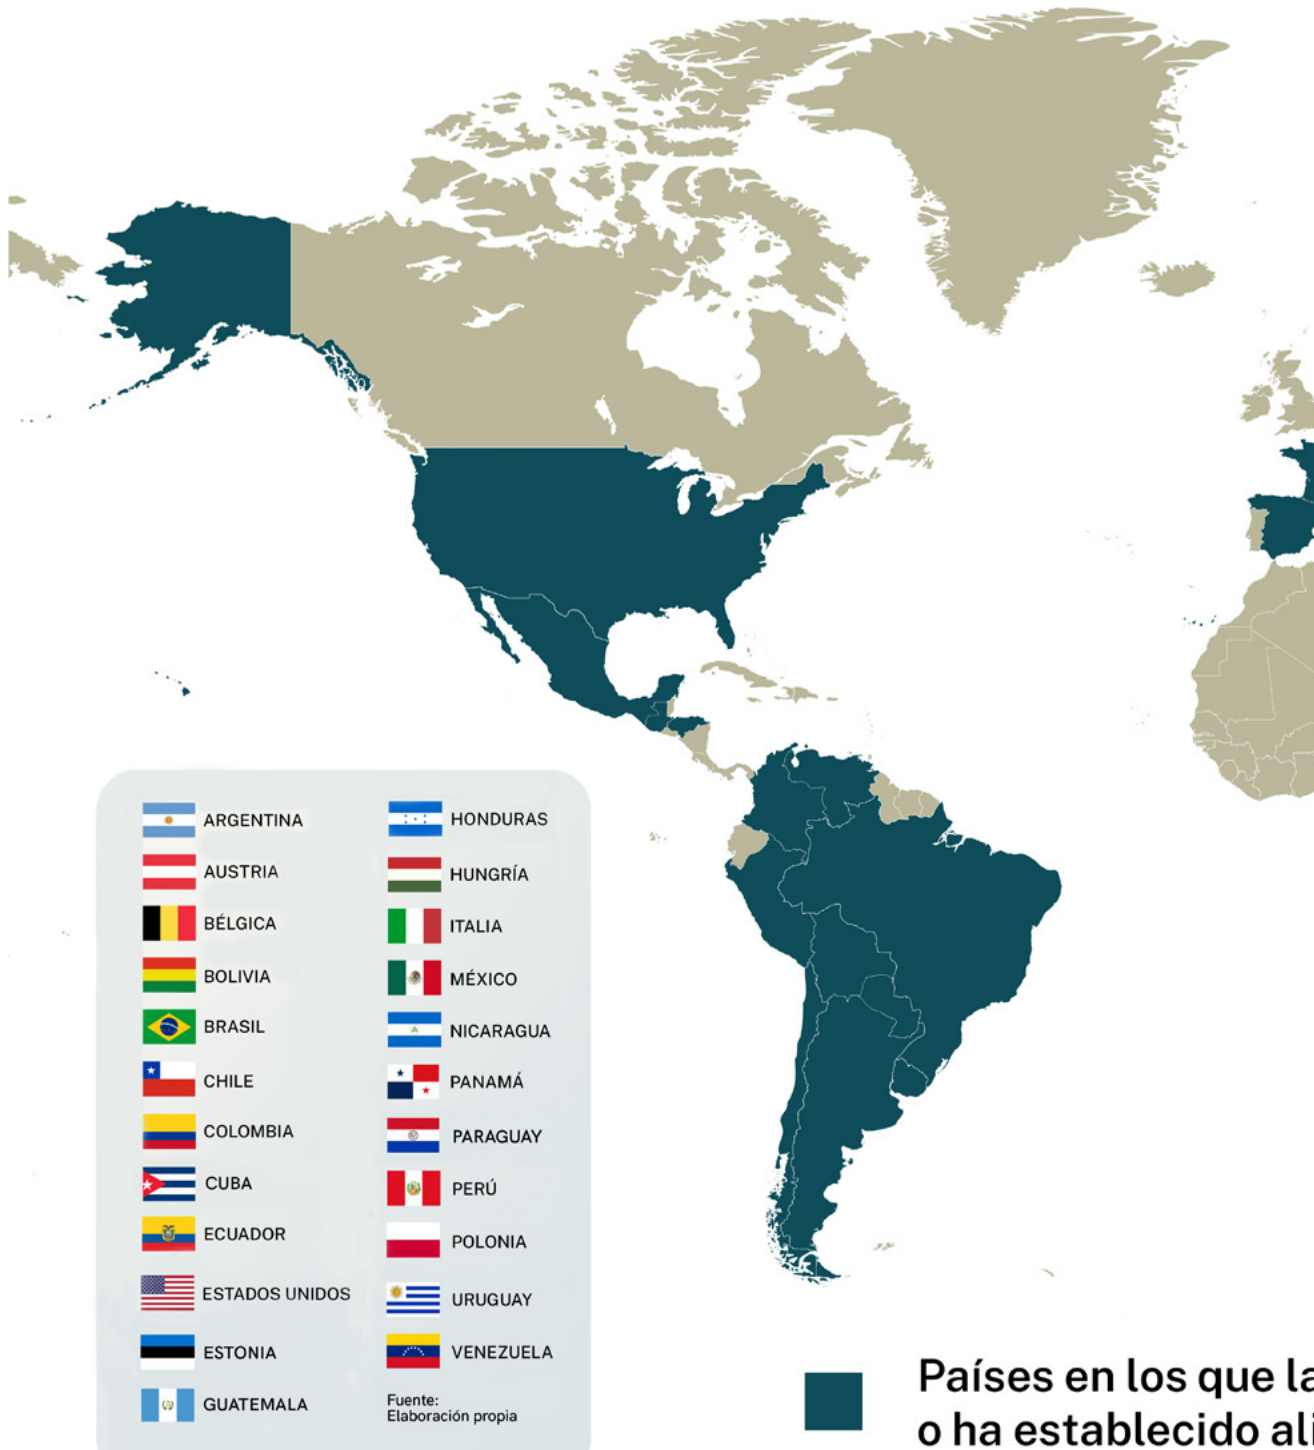 ARGENTINA
AUSTRIA
BÉLGICA
BOLIVIA
BRASIL
CHILE
COLOMBIA
CUBA
ECUADOR
ESTADOS UNIDOS
ESTONIA
GUATEMALA
HONDURAS
HUNGRÍA
ITALIA
MÉXICO
NICARAGUA
PANAMÁ
PARAGUAY
PERÚ
POLONIA
URUGUAY
VENEZUELA
Fuente:
Elaboración propia
Países en los que la
o ha establecido ali